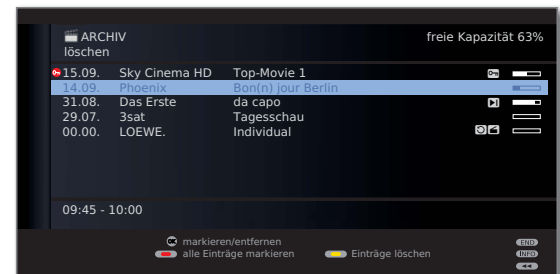 ARCHIV freie Kapazität 63%
löschen
15.09. Sky Cinema HD Top-Movie 1
14.09. Phoenix Bon(n) jour Berlin
31.08. Das Erste da capo
29.07. 3sat Tagesschau
00.00. LOEWE. Individual
09:45 - 10:00
OK markieren/entfernen END
alle Einträge markieren Einträge löschen INFO